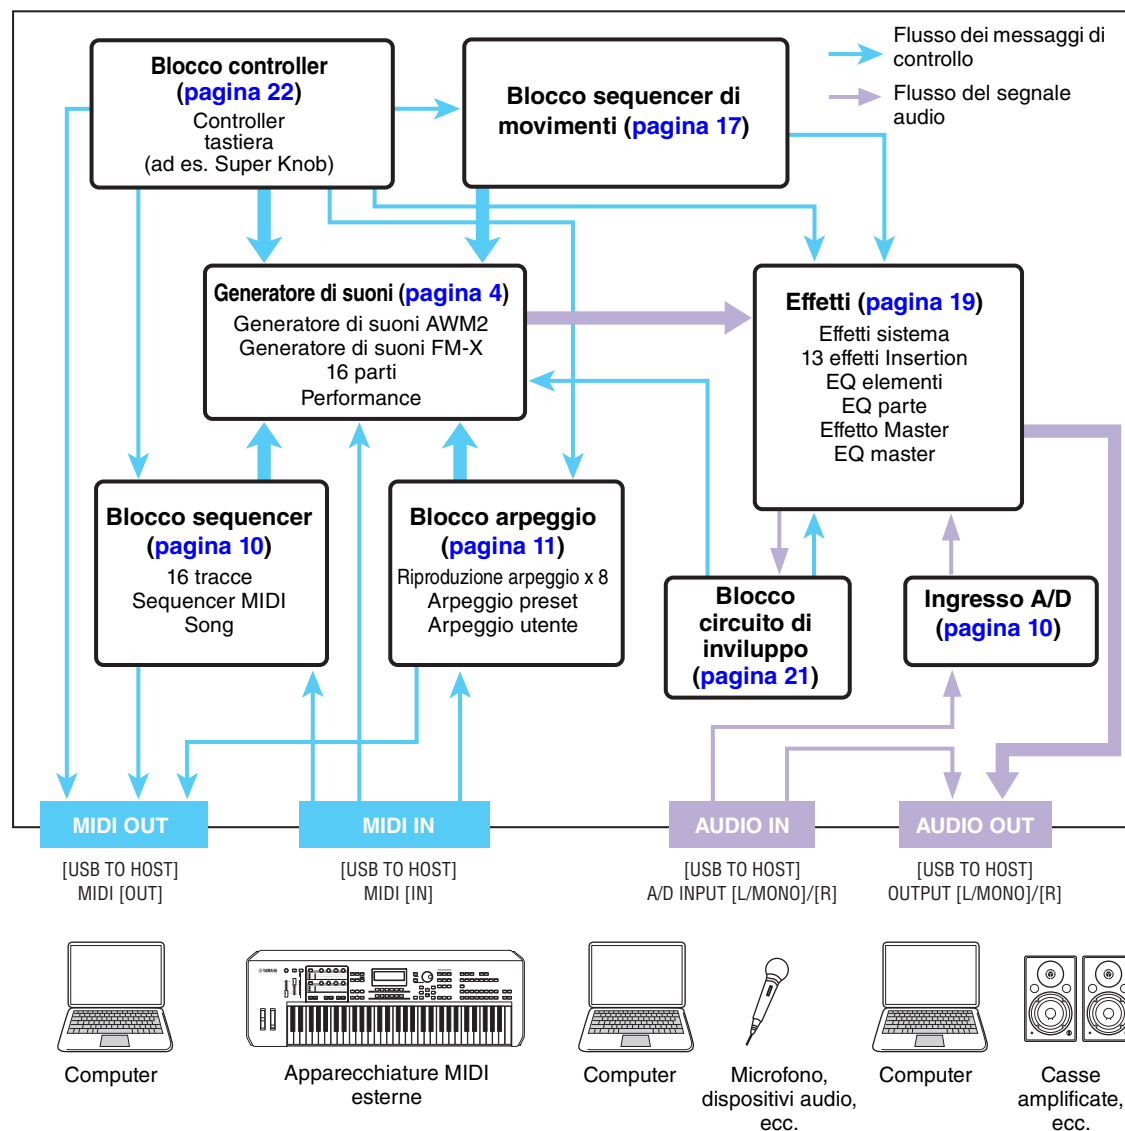 Flusso dei messaggi di
controllo
Flusso del segnale
audio
Blocco controller
(pagina 22)
Controller
tastiera
(ad es. Super Knob)
Blocco sequencer di
movimenti (pagina 17)
Generatore di suoni (pagina 4)
Generatore di suoni AWM2
Generatore di suoni FM-X
16 parti
Performance
Effetti (pagina 19)
Effetti sistema
13 effetti Insertion
EQ elementi
EQ parte
Effetto Master
EQ master
Blocco sequencer
(pagina 10)
16 tracce
Sequencer MIDI
Song
Blocco arpeggio
(pagina 11)
Riproduzione arpeggio x 8
Arpeggio preset
Arpeggio utente
Blocco
circuito di
inviluppo
(pagina 21)
Ingresso A/D
(pagina 10)
MIDI OUT
MIDI IN
AUDIO IN
AUDIO OUT
[USB TO HOST]
MIDI [OUT]
[USB TO HOST]
MIDI [IN]
[USB TO HOST]
A/D INPUT [L/MONO]/[R]
[USB TO HOST]
OUTPUT [L/MONO]/[R]
YAMAHA
Computer
Apparecchiature MIDI
esterne
Computer
Microfono,
dispositivi audio,
ecc.
Computer
Casse
amplificate,
ecc.